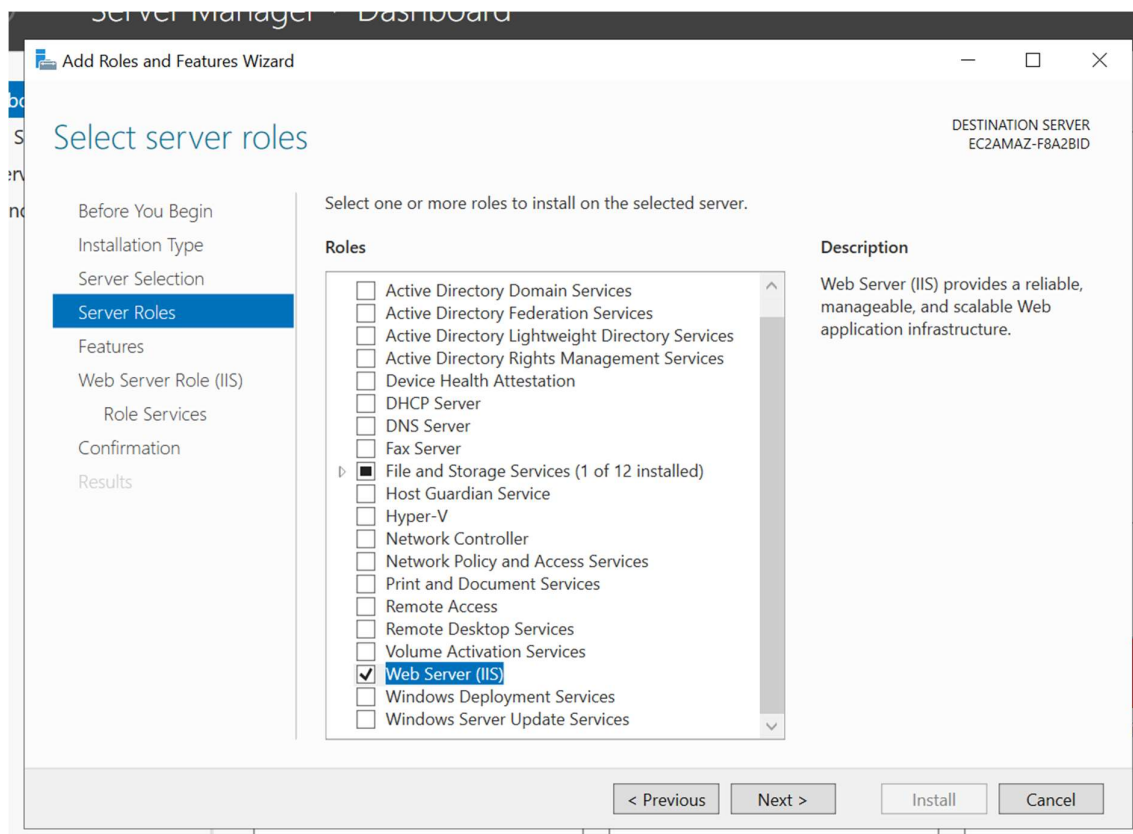 Server Manager · Dashboard
Add Roles and Features Wizard
Select server roles
DESTINATION SERVER
EC2AMAZ-F8A2BID
Before You Begin
Installation Type
Server Selection
Server Roles
Features
Web Server Role (IIS)
Role Services
Confirmation
Results
Select one or more roles to install on the selected server.
Roles
Active Directory Domain Services
Active Directory Federation Services
Active Directory Lightweight Directory Services
Active Directory Rights Management Services
Device Health Attestation
DHCP Server
DNS Server
Fax Server
File and Storage Services (1 of 12 installed)
Host Guardian Service
Hyper-V
Network Controller
Network Policy and Access Services
Print and Document Services
Remote Access
Remote Desktop Services
Volume Activation Services
Web Server (IIS)
Windows Deployment Services
Windows Server Update Services
Description
Web Server (IIS) provides a reliable,
manageable, and scalable Web
application infrastructure.
< Previous
Next >
Install
Cancel